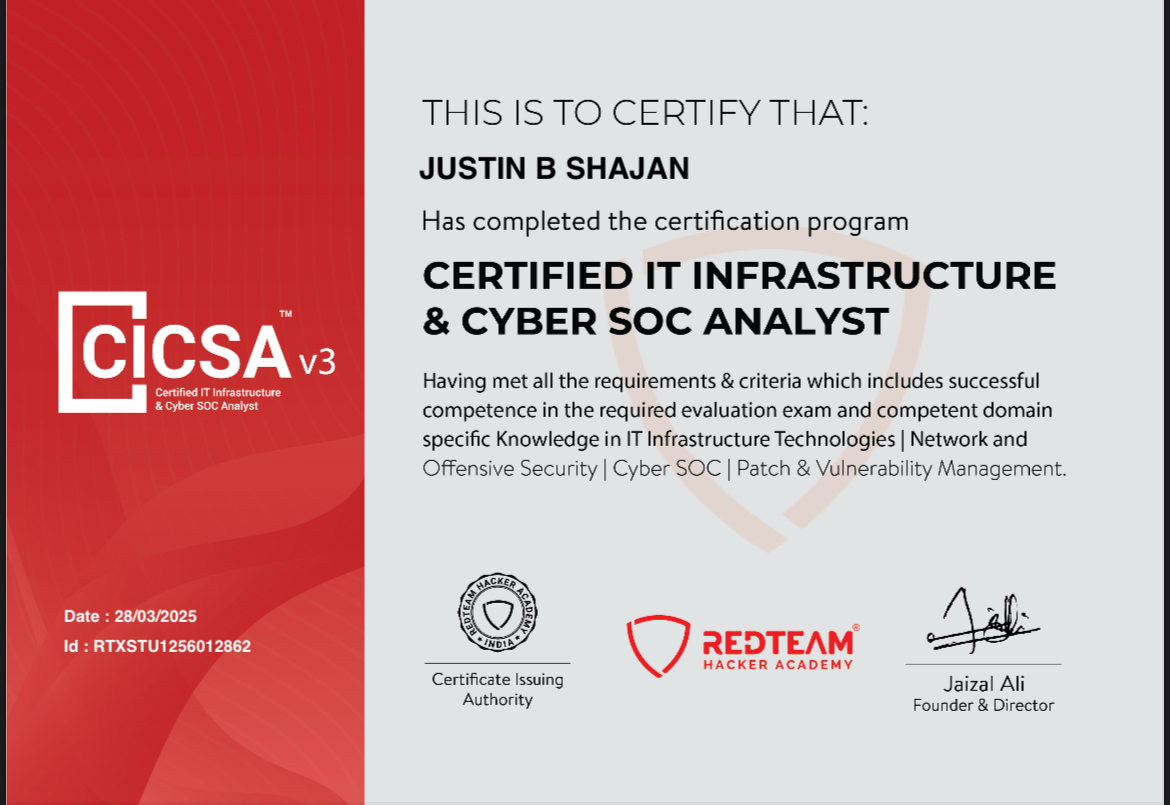 THIS IS TO CERTIFY THAT:
JUSTIN B SHAJAN
Has completed the certification program
CERTIFIED IT INFRASTRUCTURE
& CYBER SOC ANALYST
Having met all the requirements & criteria which includes successful
competence in the required evaluation exam and competent domain
specific Knowledge in IT Infrastructure Technologies | Network and
Offensive Security | Cyber SOC | Patch & Vulnerability Management.
CiCSA™ v3
Certified IT Infrastructure
& Cyber SOC Analyst
Date : 28/03/2025
Id : RTXSTU1256012862
REDTEAM HACKER ACADEMY
INDIA
Certificate Issuing
Authority
REDTEAM®
HACKER ACADEMY
Jaizal Ali
Founder & Director